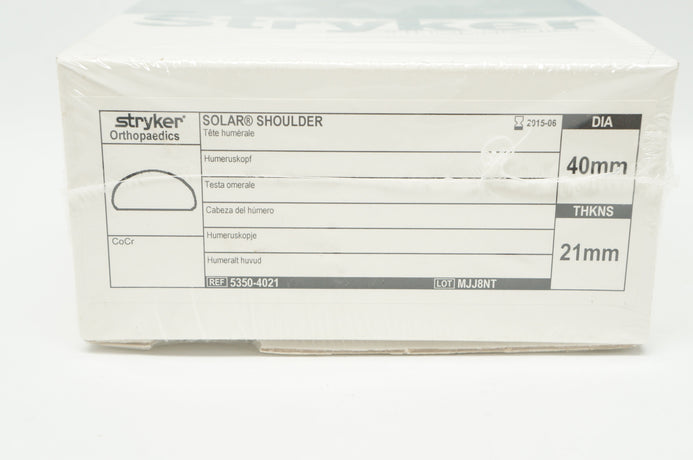 stryker
stryker®
Orthopaedics
SOLAR® SHOULDER
2015-06
Tête humérale
Humeruskopf
Testa omerale
Cabeza del húmero
Humeruskopje
Humeralt huvud
CoCr
REF 5350-4021
LOT MJJ8NT
DIA
40mm
THKNS
21mm